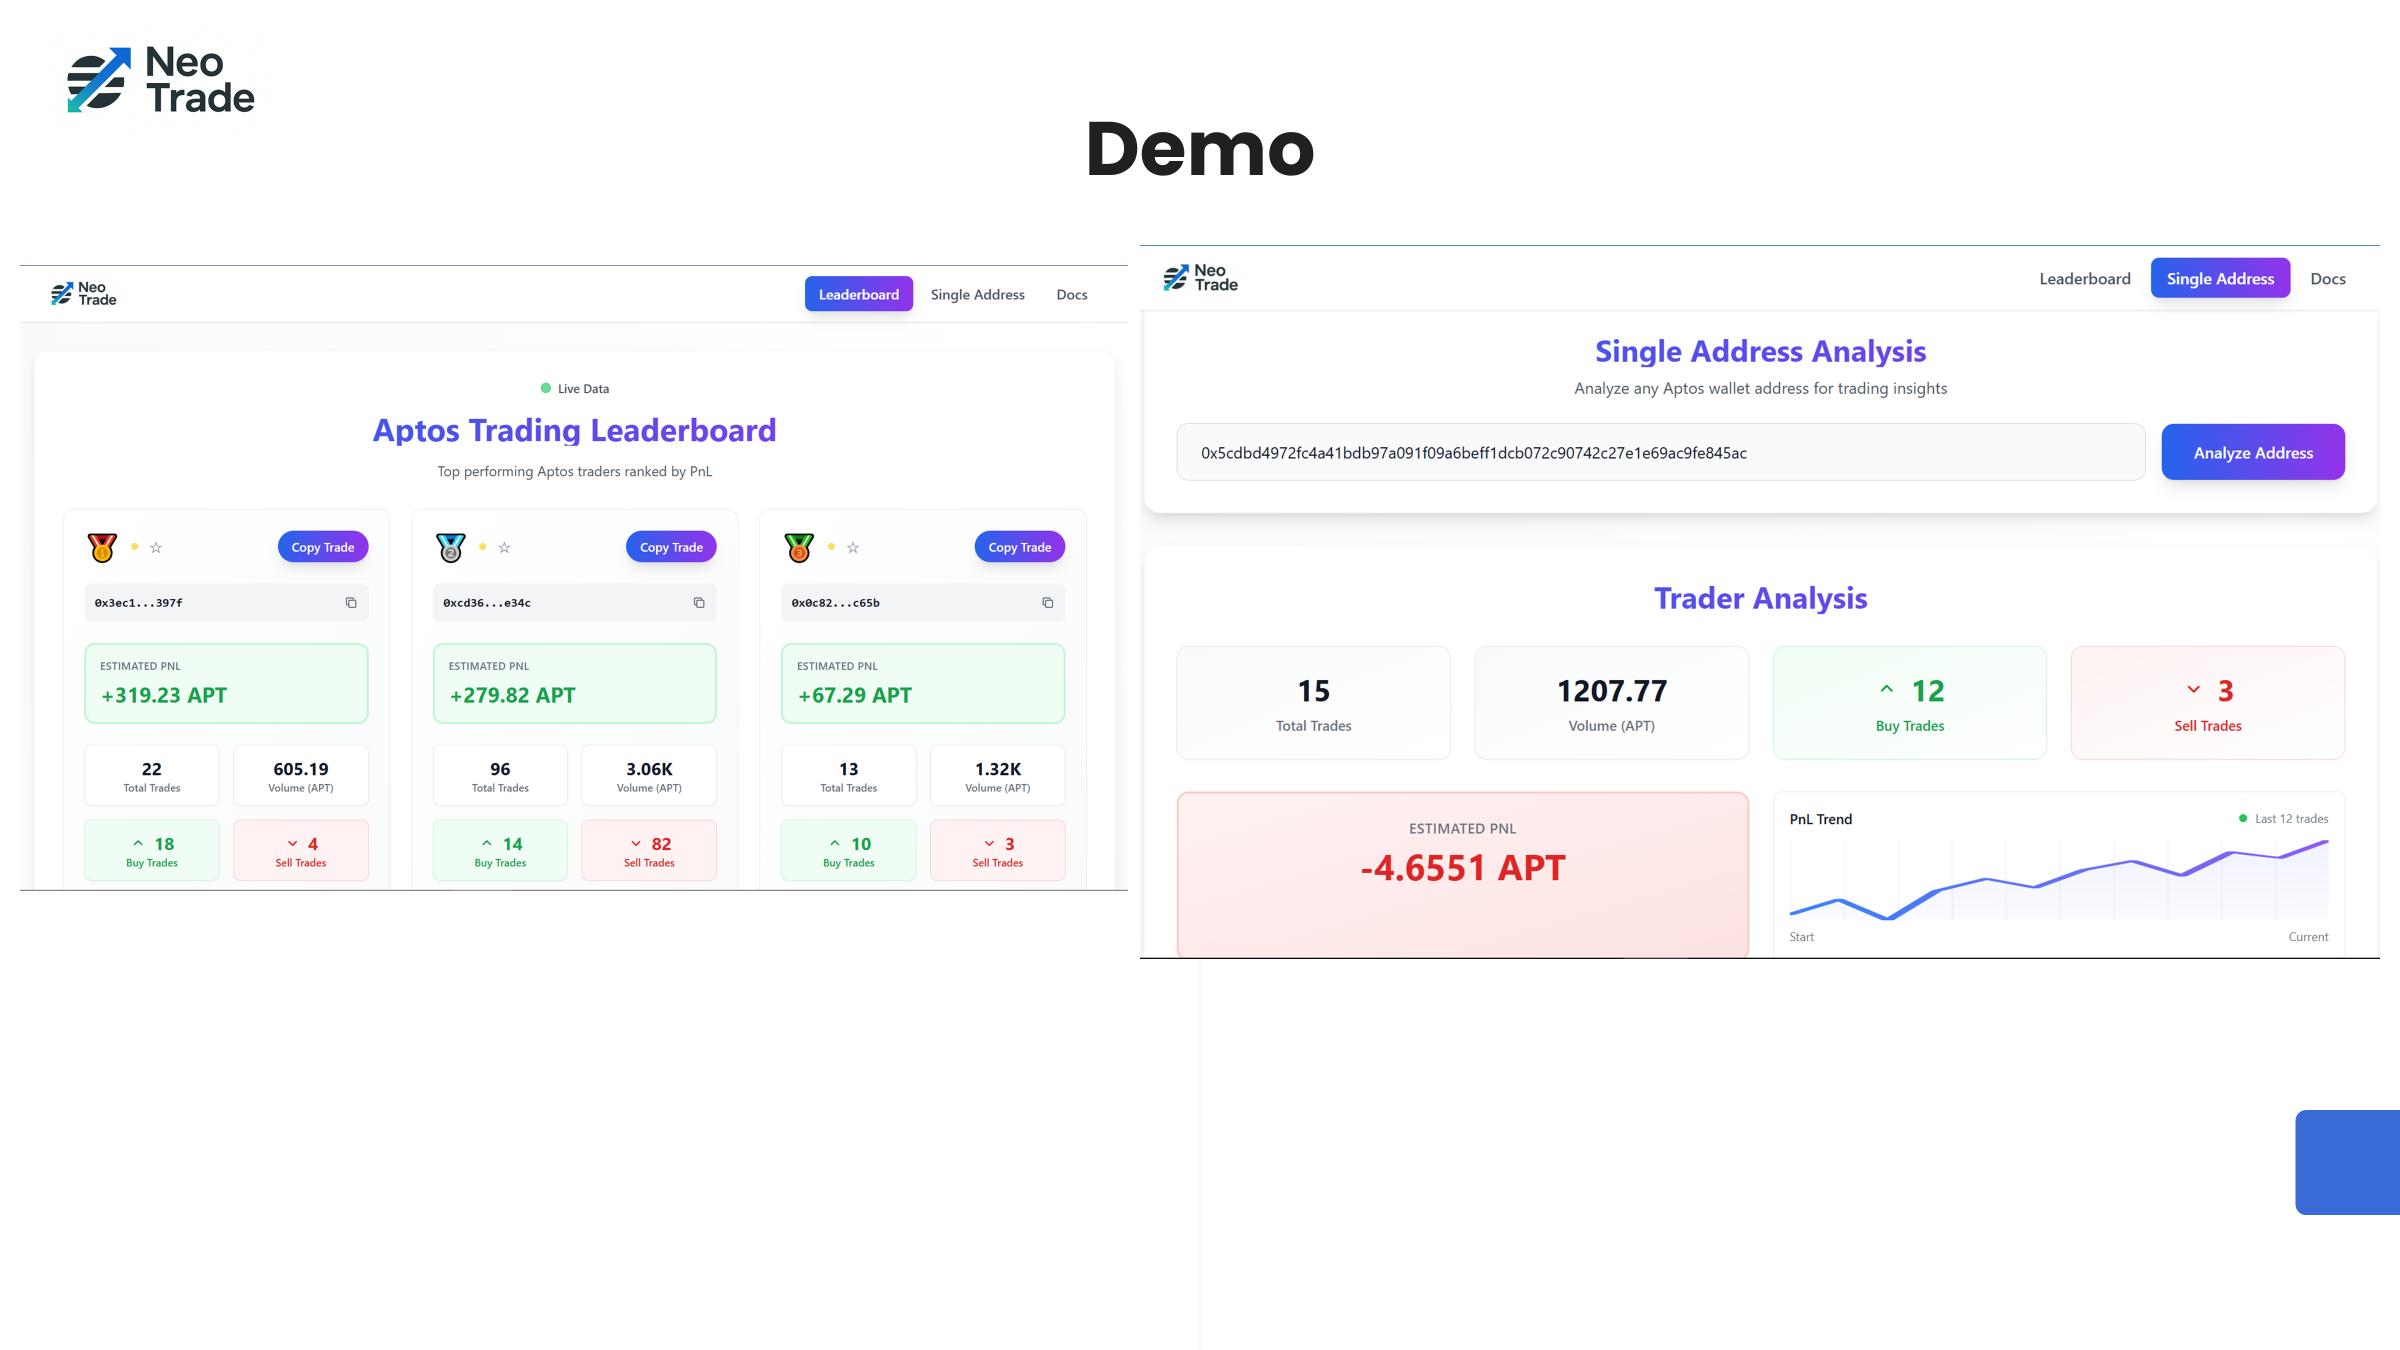 Neo
Trade
Demo
Neo
Trade
Leaderboard Single Address Docs
Live Data
Aptos Trading Leaderboard
Top performing Aptos traders ranked by PnL
1 ☆ Copy Trade
2 ☆ Copy Trade
3 ☆ Copy Trade
0x3ec1...397f
0xcd36...e34c
0x0c82...c65b
ESTIMATED PNL
+319.23 APT
ESTIMATED PNL
+279.82 APT
ESTIMATED PNL
+67.29 APT
22
Total Trades
605.19
Volume (APT)
96
Total Trades
3.06K
Volume (APT)
13
Total Trades
1.32K
Volume (APT)
18
Buy Trades
4
Sell Trades
14
Buy Trades
82
Sell Trades
10
Buy Trades
3
Sell Trades
Neo
Trade
Leaderboard Single Address Docs
Single Address Analysis
Analyze any Aptos wallet address for trading insights
0x5cdbd4972fc4a41bdb97a091f09a6beff1dcb072c90742c27e1e69ac9fe845ac
Analyze Address
Trader Analysis
15
Total Trades
1207.77
Volume (APT)
12
Buy Trades
3
Sell Trades
ESTIMATED PNL
-4.6551 APT
PnL Trend
Last 12 trades
Start
Current